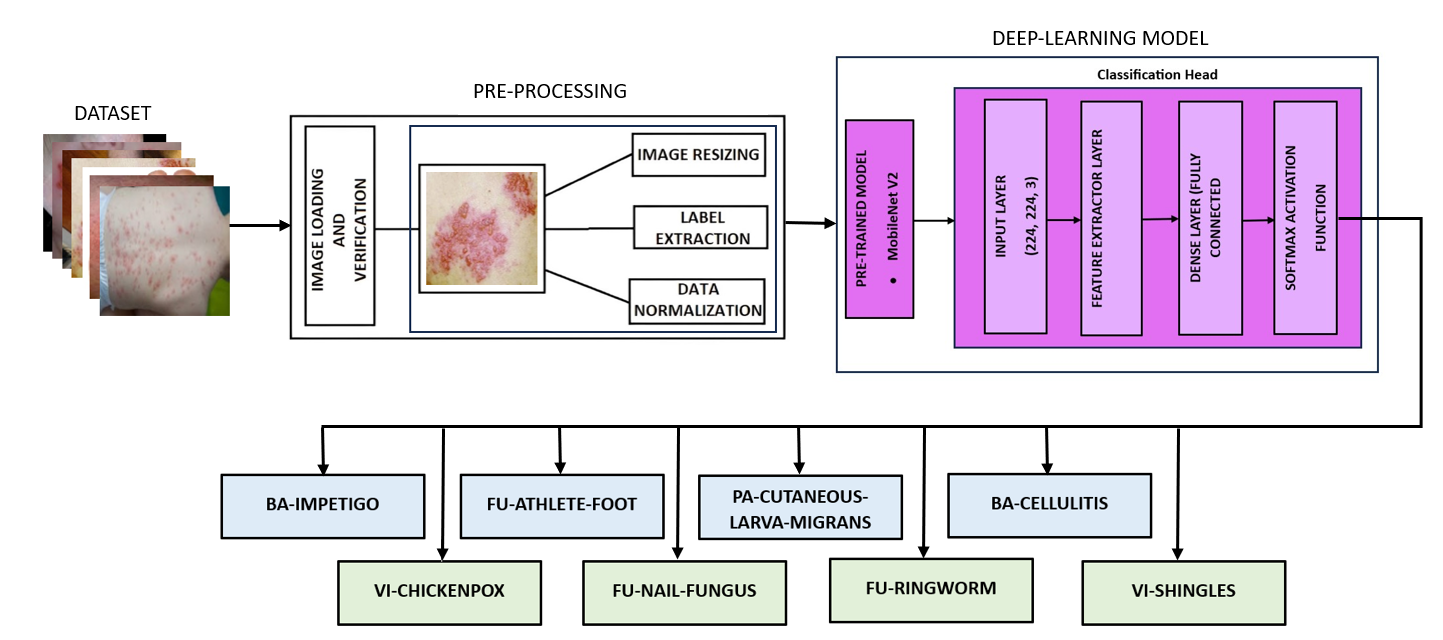 DEEP-LEARNING MODEL
PRE-PROCESSING
DATASET
IMAGE LOADING
AND
VERIFICATION
IMAGE RESIZING
LABEL
EXTRACTION
DATA
NORMALIZATION
PRE-TRAINED MODEL
• MobileNet V2
Classification Head
INPUT LAYER
(224, 224, 3)
FEATURE EXTRACTOR LAYER
DENSE LAYER (FULLY
CONNECTED
SOFTMAX ACTIVATION
FUNCTION
BA-IMPETIGO
FU-ATHLETE-FOOT
PA-CUTANEOUS-
LARVA-MIGRANS
BA-CELLULITIS
VI-CHICKENPOX
FU-NAIL-FUNGUS
FU-RINGWORM
VI-SHINGLES